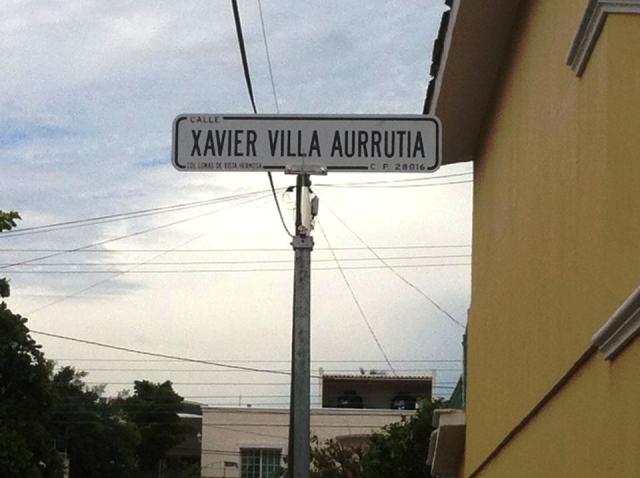 CALLE
XAVIER VILLA AURRUTIA
COL. LOMAS DE VISTA HERMOSA C. P. 28016